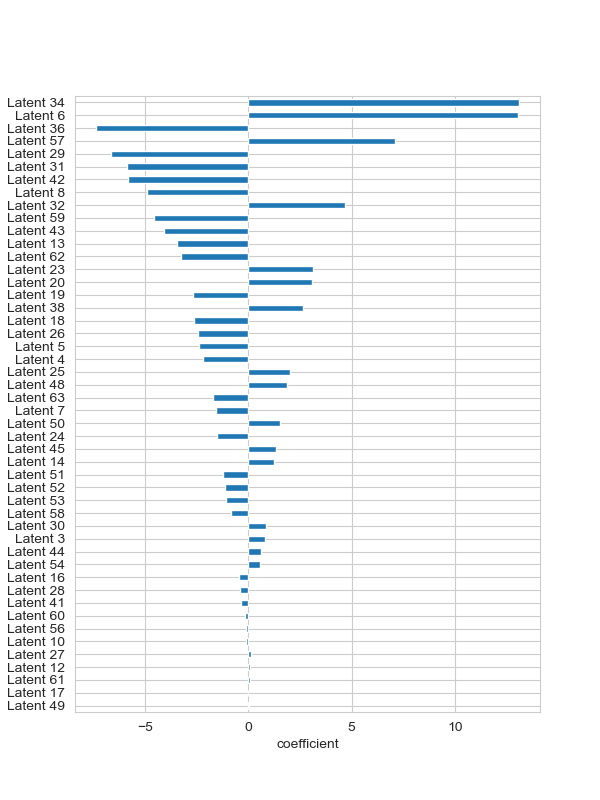 Latent 34
Latent 6
Latent 36
Latent 57
Latent 29
Latent 31
Latent 42
Latent 8
Latent 32
Latent 59
Latent 43
Latent 13
Latent 62
Latent 23
Latent 20
Latent 19
Latent 38
Latent 18
Latent 26
Latent 5
Latent 4
Latent 25
Latent 48
Latent 63
Latent 7
Latent 50
Latent 24
Latent 45
Latent 14
Latent 51
Latent 52
Latent 53
Latent 58
Latent 30
Latent 3
Latent 44
Latent 54
Latent 16
Latent 28
Latent 41
Latent 60
Latent 56
Latent 10
Latent 27
Latent 12
Latent 61
Latent 17
Latent 49
−5 0 5 10
coefficient